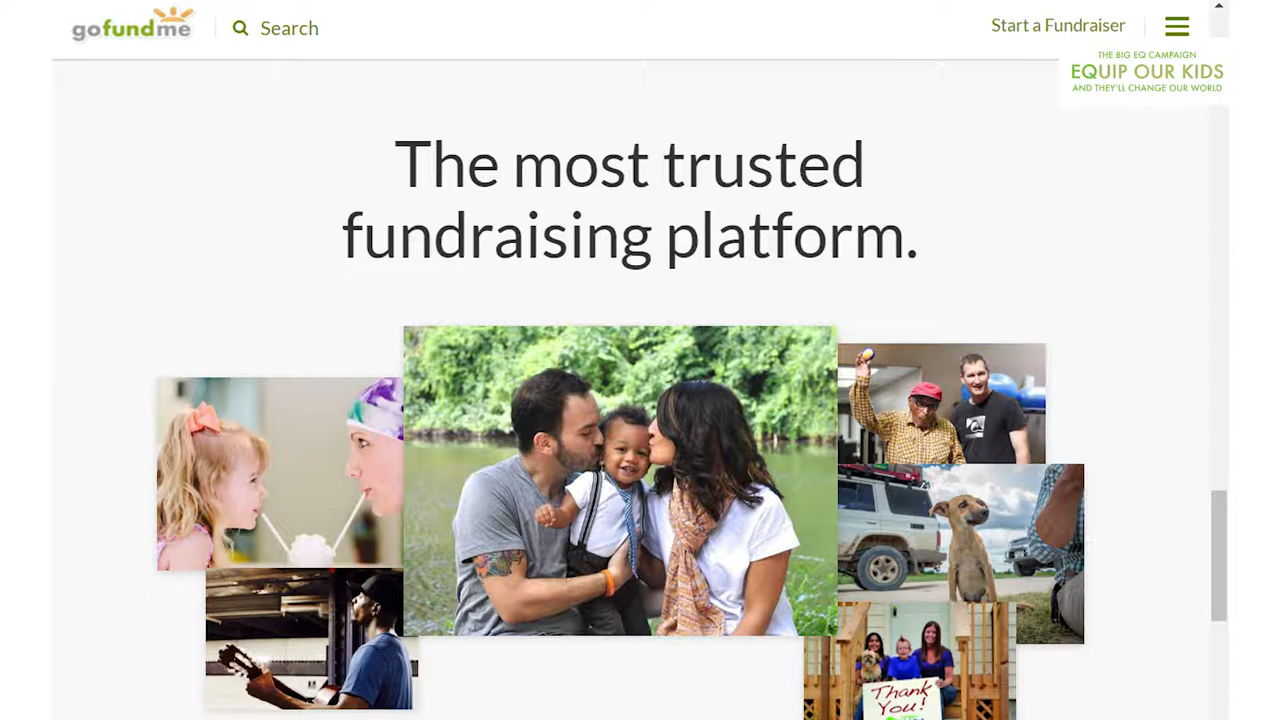 gofundme
Search
Start a Fundraiser
THE BIG EQ CAMPAIGN
EQUIP OUR KIDS
AND THEY'LL CHANGE OUR WORLD
The most trusted
fundraising platform.
Thank
You!